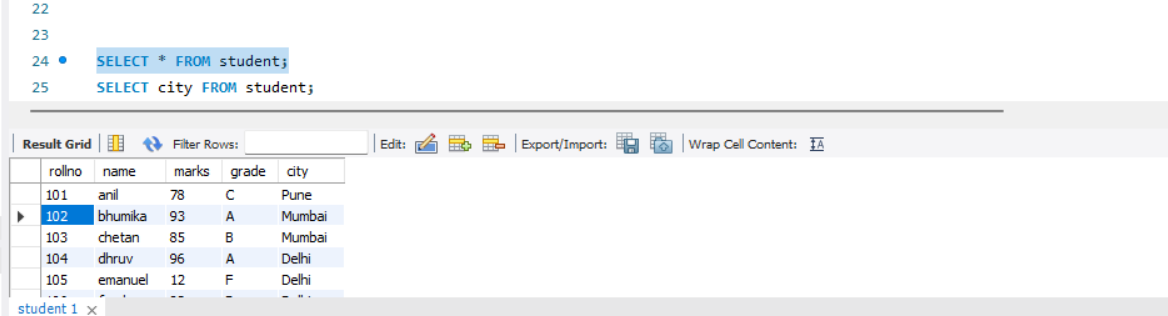 22
23
24 SELECT * FROM student;
25 SELECT city FROM student;
Result Grid Filter Rows: Edit: Export/Import: Wrap Cell Content:
rollno name marks grade city
101 anil 78 C Pune
102 bhumika 93 A Mumbai
103 chetan 85 B Mumbai
104 dhruv 96 A Delhi
105 emanuel 12 F Delhi
student 1